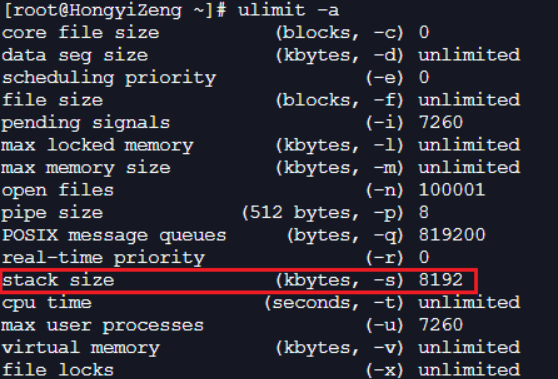 [root@HongyiZeng ~]# ulimit -a
core file size (blocks, -c) 0
data seg size (kbytes, -d) unlimited
scheduling priority (-e) 0
file size (blocks, -f) unlimited
pending signals (-i) 7260
max locked memory (kbytes, -l) unlimited
max memory size (kbytes, -m) unlimited
open files (-n) 100001
pipe size (512 bytes, -p) 8
POSIX message queues (bytes, -q) 819200
real-time priority (-r) 0
stack size (kbytes, -s) 8192
cpu time (seconds, -t) unlimited
max user processes (-u) 7260
virtual memory (kbytes, -v) unlimited
file locks (-x) unlimited